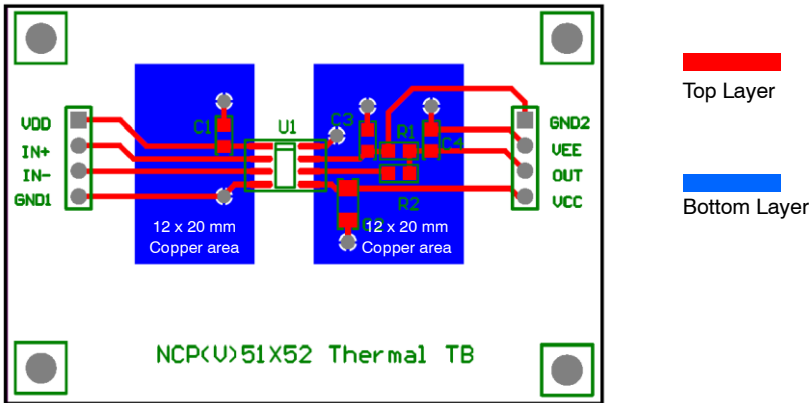 C1
U1
C3
R1
C4
VDD
IN+
IN-
GND1
GND2
VEE
OUT
VCC
R2
12 x 20 mm
Copper area
12 x 20 mm
Copper area
NCP(V)51X52 Thermal TB
Top Layer
Bottom Layer